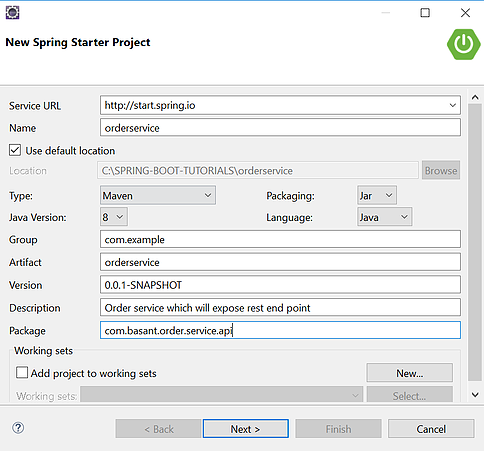 New Spring Starter Project
Service URL http://start.spring.io
Name orderservice
Use default location
Location C:\SPRING-BOOT-TUTORIALS\orderservice Browse
Type: Maven Packaging: Jar
Java Version: 8 Language: Java
Group com.example
Artifact orderservice
Version 0.0.1-SNAPSHOT
Description Order service which will expose rest end point
Package com.basant.order.service.api
Working sets
Add project to working sets New...
Working sets: Select...
? < Back Next > Finish Cancel